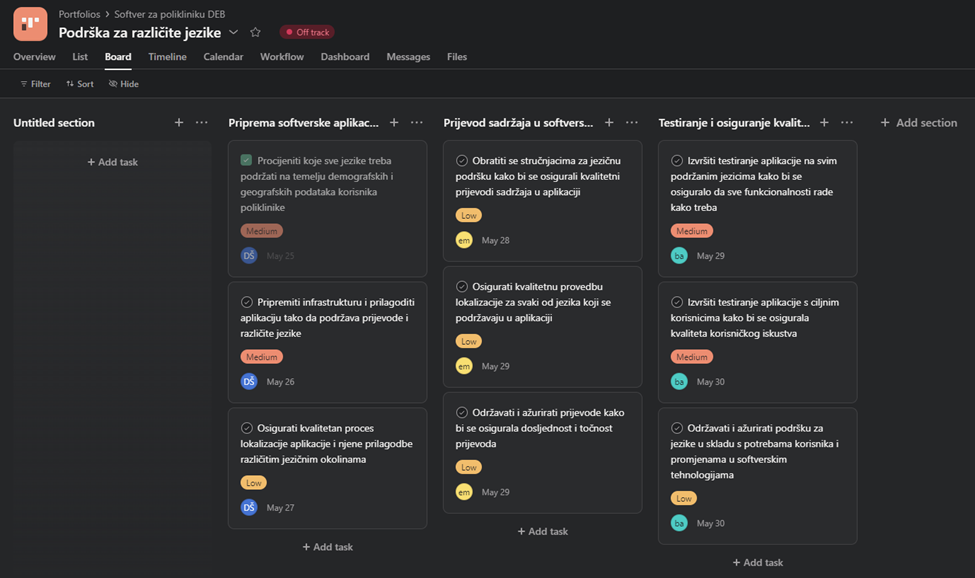 Portfolios > Softver za polikliniku DEB
Podrška za različite jezike
Off track
Overview List Board Timeline Calendar Workflow Dashboard Messages Files
Filter Sort Hide
Untitled section
+ Add task
Priprema softverske aplikac...
Procijeniti koje sve jezike treba
podržati na temelju demografskih i
geografskih podataka korisnika
poliklinike
Medium
DŠ May 25
Pripremiti infrastrukturu i prilagoditi
aplikaciju tako da podržava prijevode i
različite jezike
Medium
DŠ May 26
Osigurati kvalitetan proces
lokalizacije aplikacije i njene prilagodbe
različitim jezičnim okolinama
Low
DŠ May 27
+ Add task
Prijevod sadržaja u softvers...
Obratiti se stručnjacima za jezičnu
podršku kako bi se osigurali kvalitetni
prijevodi sadržaja u aplikaciji
Low
em May 28
Osigurati kvalitetnu provedbu
lokalizacije za svaki od jezika koji se
podržavaju u aplikaciji
Low
em May 29
Održavati i ažurirati prijevode kako
bi se osigurala dosljednost i točnost
prijevoda
Low
em May 29
+ Add task
Testiranje i osiguranje kvalit...
Izvršiti testiranje aplikacije na svim
podržanim jezicima kako bi se
osiguralo da sve funkcionalnosti rade
kako treba
Medium
ba May 29
Izvršiti testiranje aplikacije s ciljnim
korisnicima kako bi se osigurala
kvaliteta korisničkog iskustva
Medium
ba May 30
Održavati i ažurirati podršku za
jezike u skladu s potrebama korisnika i
promjenama u softverskim
tehnologijama
Low
ba May 30
+ Add task
+ Add section